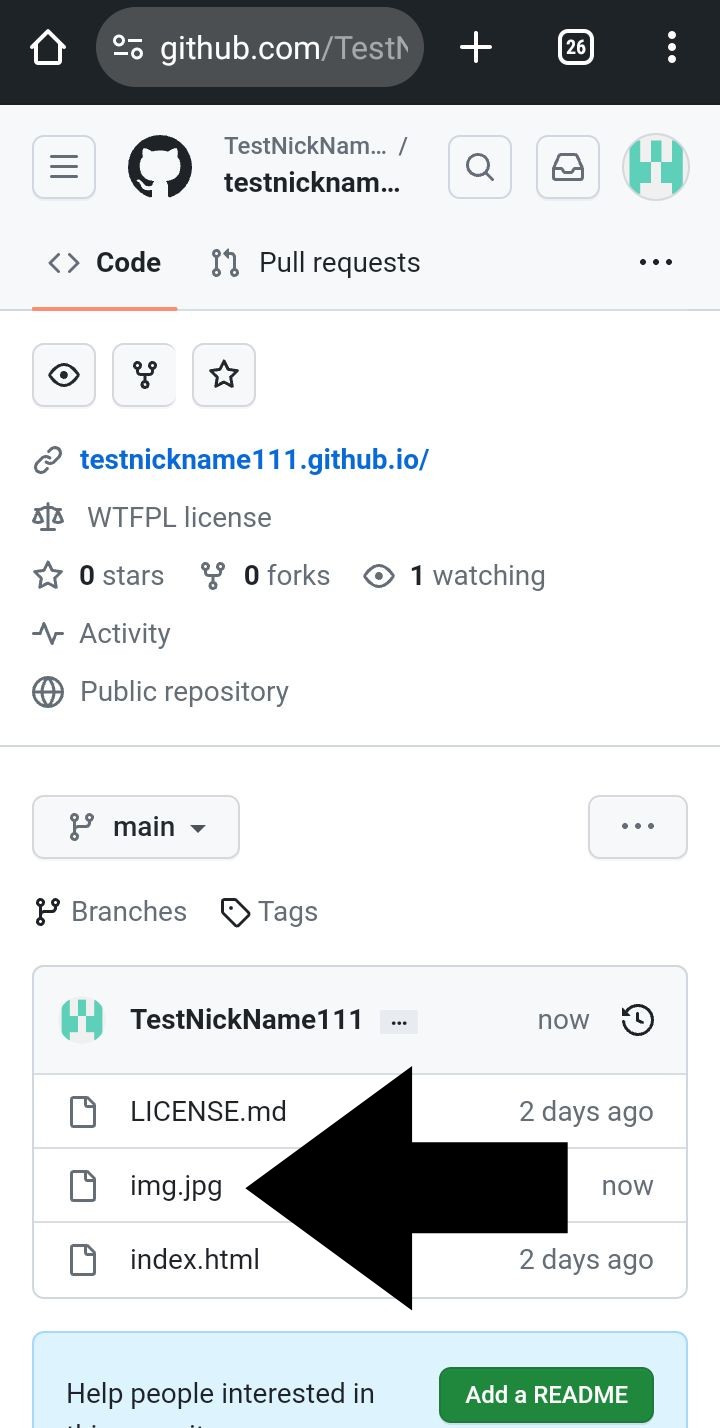 github.com/TestN
26
TestNickNam... /
testnicknam...
Code
Pull requests
testnickname111.github.io/
WTFPL license
0 stars 0 forks 1 watching
Activity
Public repository
main
Branches Tags
TestNickName111 ... now
LICENSE.md 2 days ago
img.jpg now
index.html 2 days ago
Help people interested in
Add a README